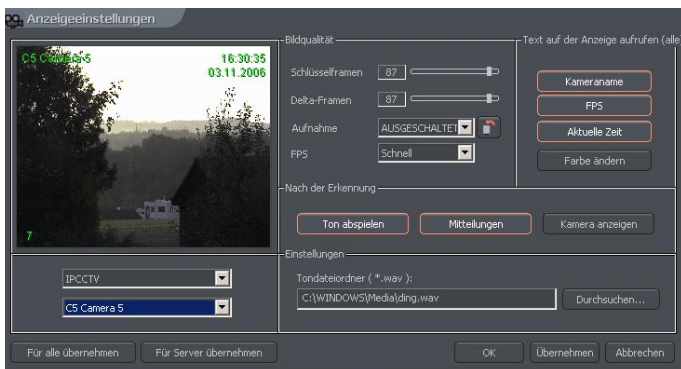 Anzeigeeinstellungen
C5 Camera 5
16:30:35
03.11.2006
7
IPCCTV
C5 Camera 5
Bildqualität
Schlüsselframen 87
Delta-Framen 87
Aufnahme AUSGESCHALTET
FPS Schnell
Text auf der Anzeige aufrufen (alle
Kameraname
FPS
Aktuelle Zeit
Farbe ändern
Nach der Erkennung
Ton abspielen Mitteilungen Kamera anzeigen
Einstellungen
Tondateiordner ( *.wav ):
C:\WINDOWS\Media\ding.wav Durchsuchen...
Für alle übernehmen Für Server übernehmen OK Übernehmen Abbrechen